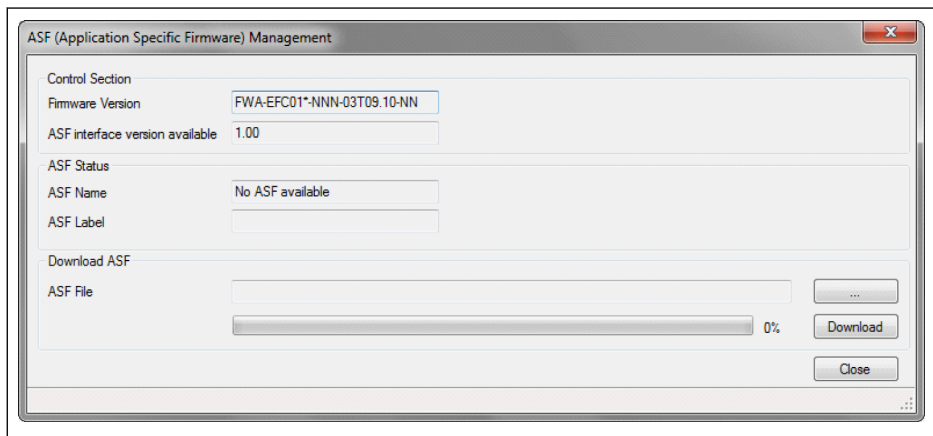 ASF (Application Specific Firmware) Management
Control Section
Firmware Version FWA-EFC01*-NNN-03T09.10-NN
ASF interface version available 1.00
ASF Status
ASF Name No ASF available
ASF Label
Download ASF
ASF File ...
0% Download
Close